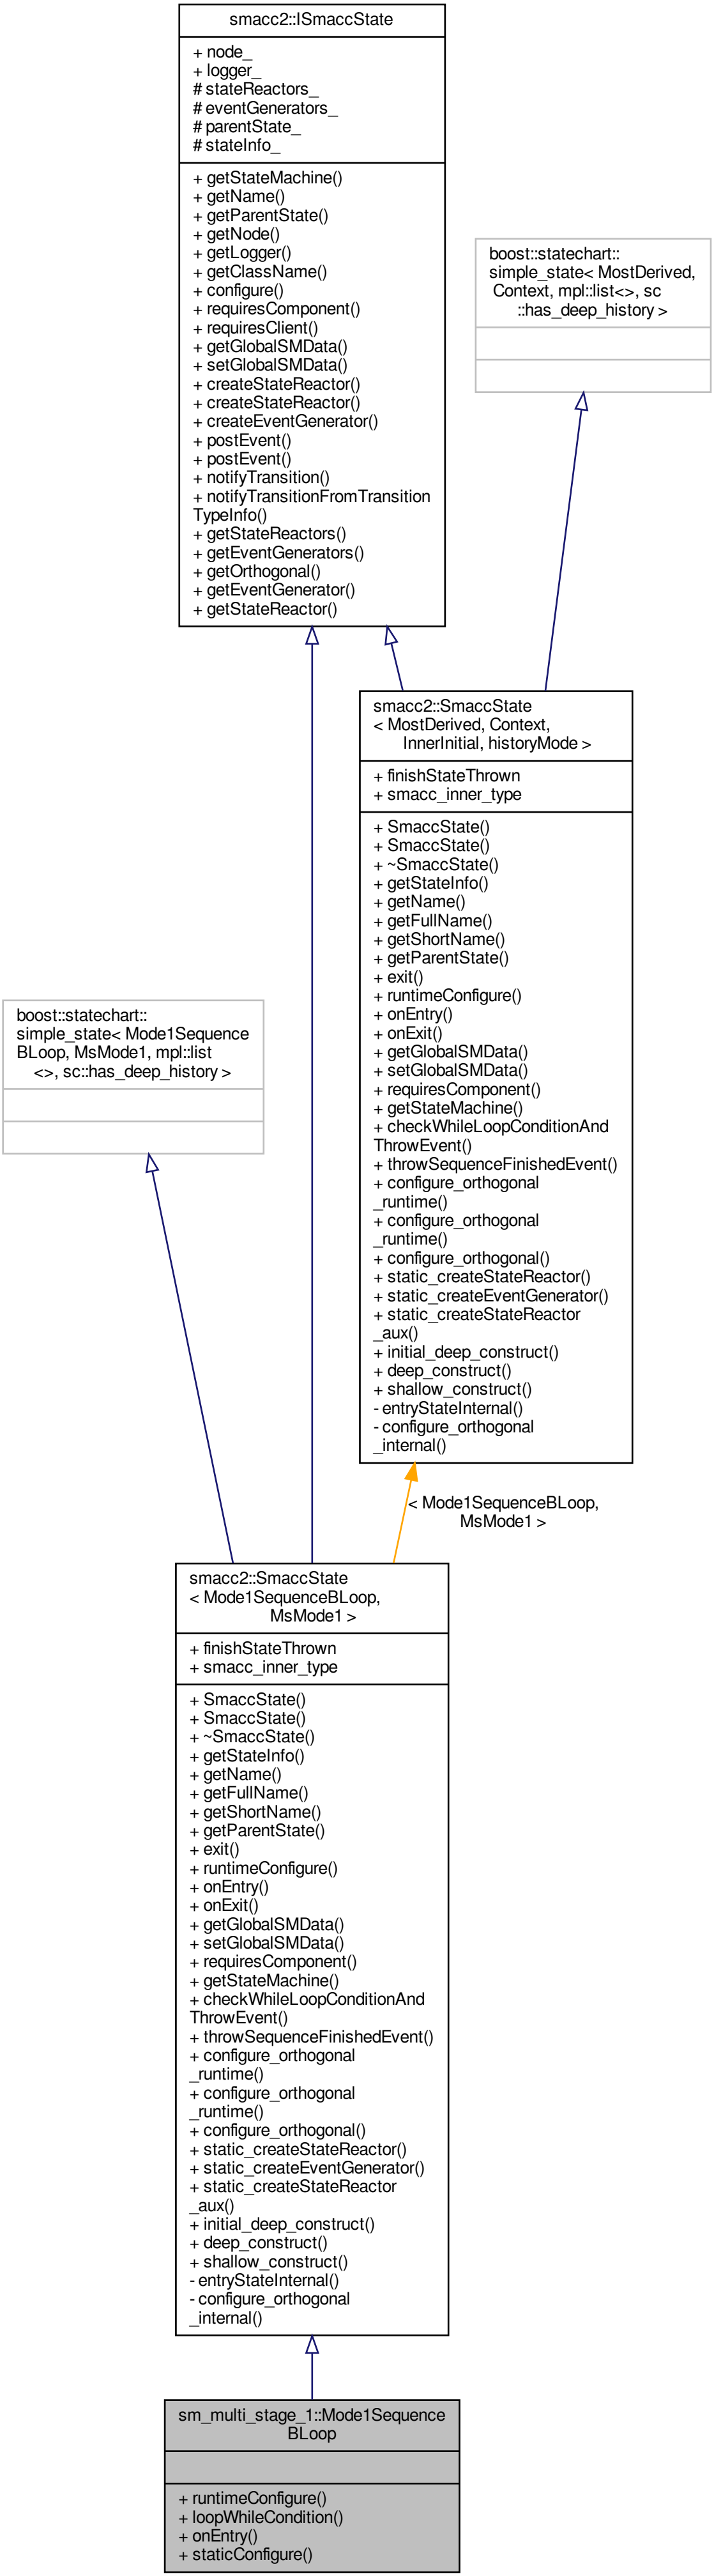 smacc2::ISmaccState
+ node_
+ logger_
# stateReactors_
# eventGenerators_
# parentState_
# stateInfo_
+ getStateMachine()
+ getName()
+ getParentState()
+ getNode()
+ getLogger()
+ getClassName()
+ configure()
+ requiresComponent()
+ requiresClient()
+ getGlobalSMData()
+ setGlobalSMData()
+ createStateReactor()
+ createStateReactor()
+ createEventGenerator()
+ postEvent()
+ postEvent()
+ notifyTransition()
+ notifyTransitionFromTransition
TypeInfo()
+ getStateReactors()
+ getEventGenerators()
+ getOrthogonal()
+ getEventGenerator()
+ getStateReactor()
boost::statechart::
simple_state< MostDerived,
Context, mpl::list<>, sc
::has_deep_history >
smacc2::SmaccState
< MostDerived, Context,
InnerInitial, historyMode >
+ finishStateThrown
+ smacc_inner_type
+ SmaccState()
+ SmaccState()
+ ~SmaccState()
+ getStateInfo()
+ getName()
+ getFullName()
+ getShortName()
+ getParentState()
+ exit()
+ runtimeConfigure()
+ onEntry()
+ onExit()
+ getGlobalSMData()
+ setGlobalSMData()
+ requiresComponent()
+ getStateMachine()
+ checkWhileLoopConditionAnd
ThrowEvent()
+ throwSequenceFinishedEvent()
+ configure_orthogonal
_runtime()
+ configure_orthogonal
_runtime()
+ configure_orthogonal()
+ static_createStateReactor()
+ static_createEventGenerator()
+ static_createStateReactor
_aux()
+ initial_deep_construct()
+ deep_construct()
+ shallow_construct()
- entryStateInternal()
- configure_orthogonal
_internal()
boost::statechart::
simple_state< Mode1Sequence
BLoop, MsMode1, mpl::list
<>, sc::has_deep_history >
< Mode1SequenceBLoop,
MsMode1 >
smacc2::SmaccState
< Mode1SequenceBLoop,
MsMode1 >
+ finishStateThrown
+ smacc_inner_type
+ SmaccState()
+ SmaccState()
+ ~SmaccState()
+ getStateInfo()
+ getName()
+ getFullName()
+ getShortName()
+ getParentState()
+ exit()
+ runtimeConfigure()
+ onEntry()
+ onExit()
+ getGlobalSMData()
+ setGlobalSMData()
+ requiresComponent()
+ getStateMachine()
+ checkWhileLoopConditionAnd
ThrowEvent()
+ throwSequenceFinishedEvent()
+ configure_orthogonal
_runtime()
+ configure_orthogonal
_runtime()
+ configure_orthogonal()
+ static_createStateReactor()
+ static_createEventGenerator()
+ static_createStateReactor
_aux()
+ initial_deep_construct()
+ deep_construct()
+ shallow_construct()
- entryStateInternal()
- configure_orthogonal
_internal()
sm_multi_stage_1::Mode1Sequence
BLoop
+ runtimeConfigure()
+ loopWhileCondition()
+ onEntry()
+ staticConfigure()